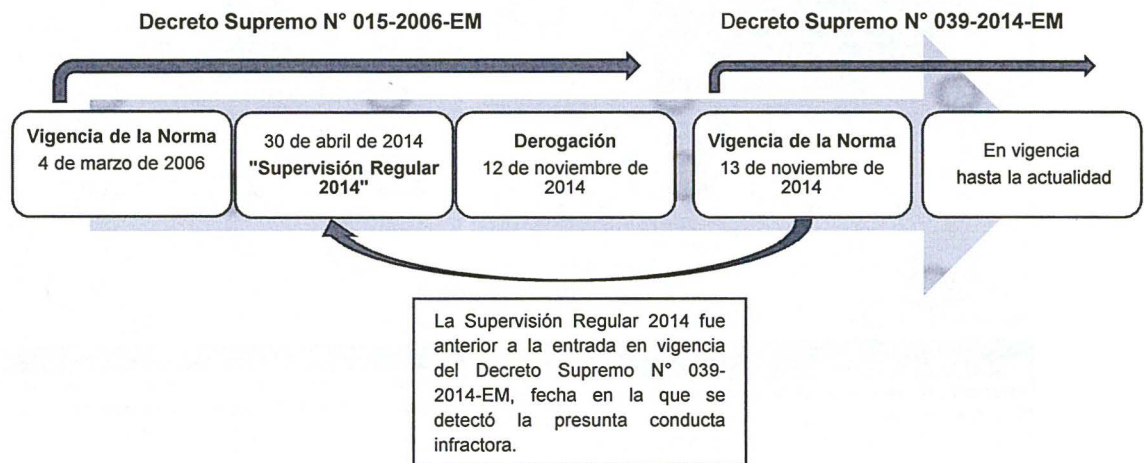 Decreto Supremo N° 015-2006-EM
Decreto Supremo N° 039-2014-EM
Vigencia de la Norma
4 de marzo de 2006
30 de abril de 2014
"Supervisión Regular
2014"
Derogación
12 de noviembre de
2014
Vigencia de la Norma
13 de noviembre de
2014
En vigencia
hasta la actualidad
La Supervisión Regular 2014 fue
anterior a la entrada en vigencia
del Decreto Supremo N° 039-
2014-EM, fecha en la que se
detectó la presunta conducta
infractora.